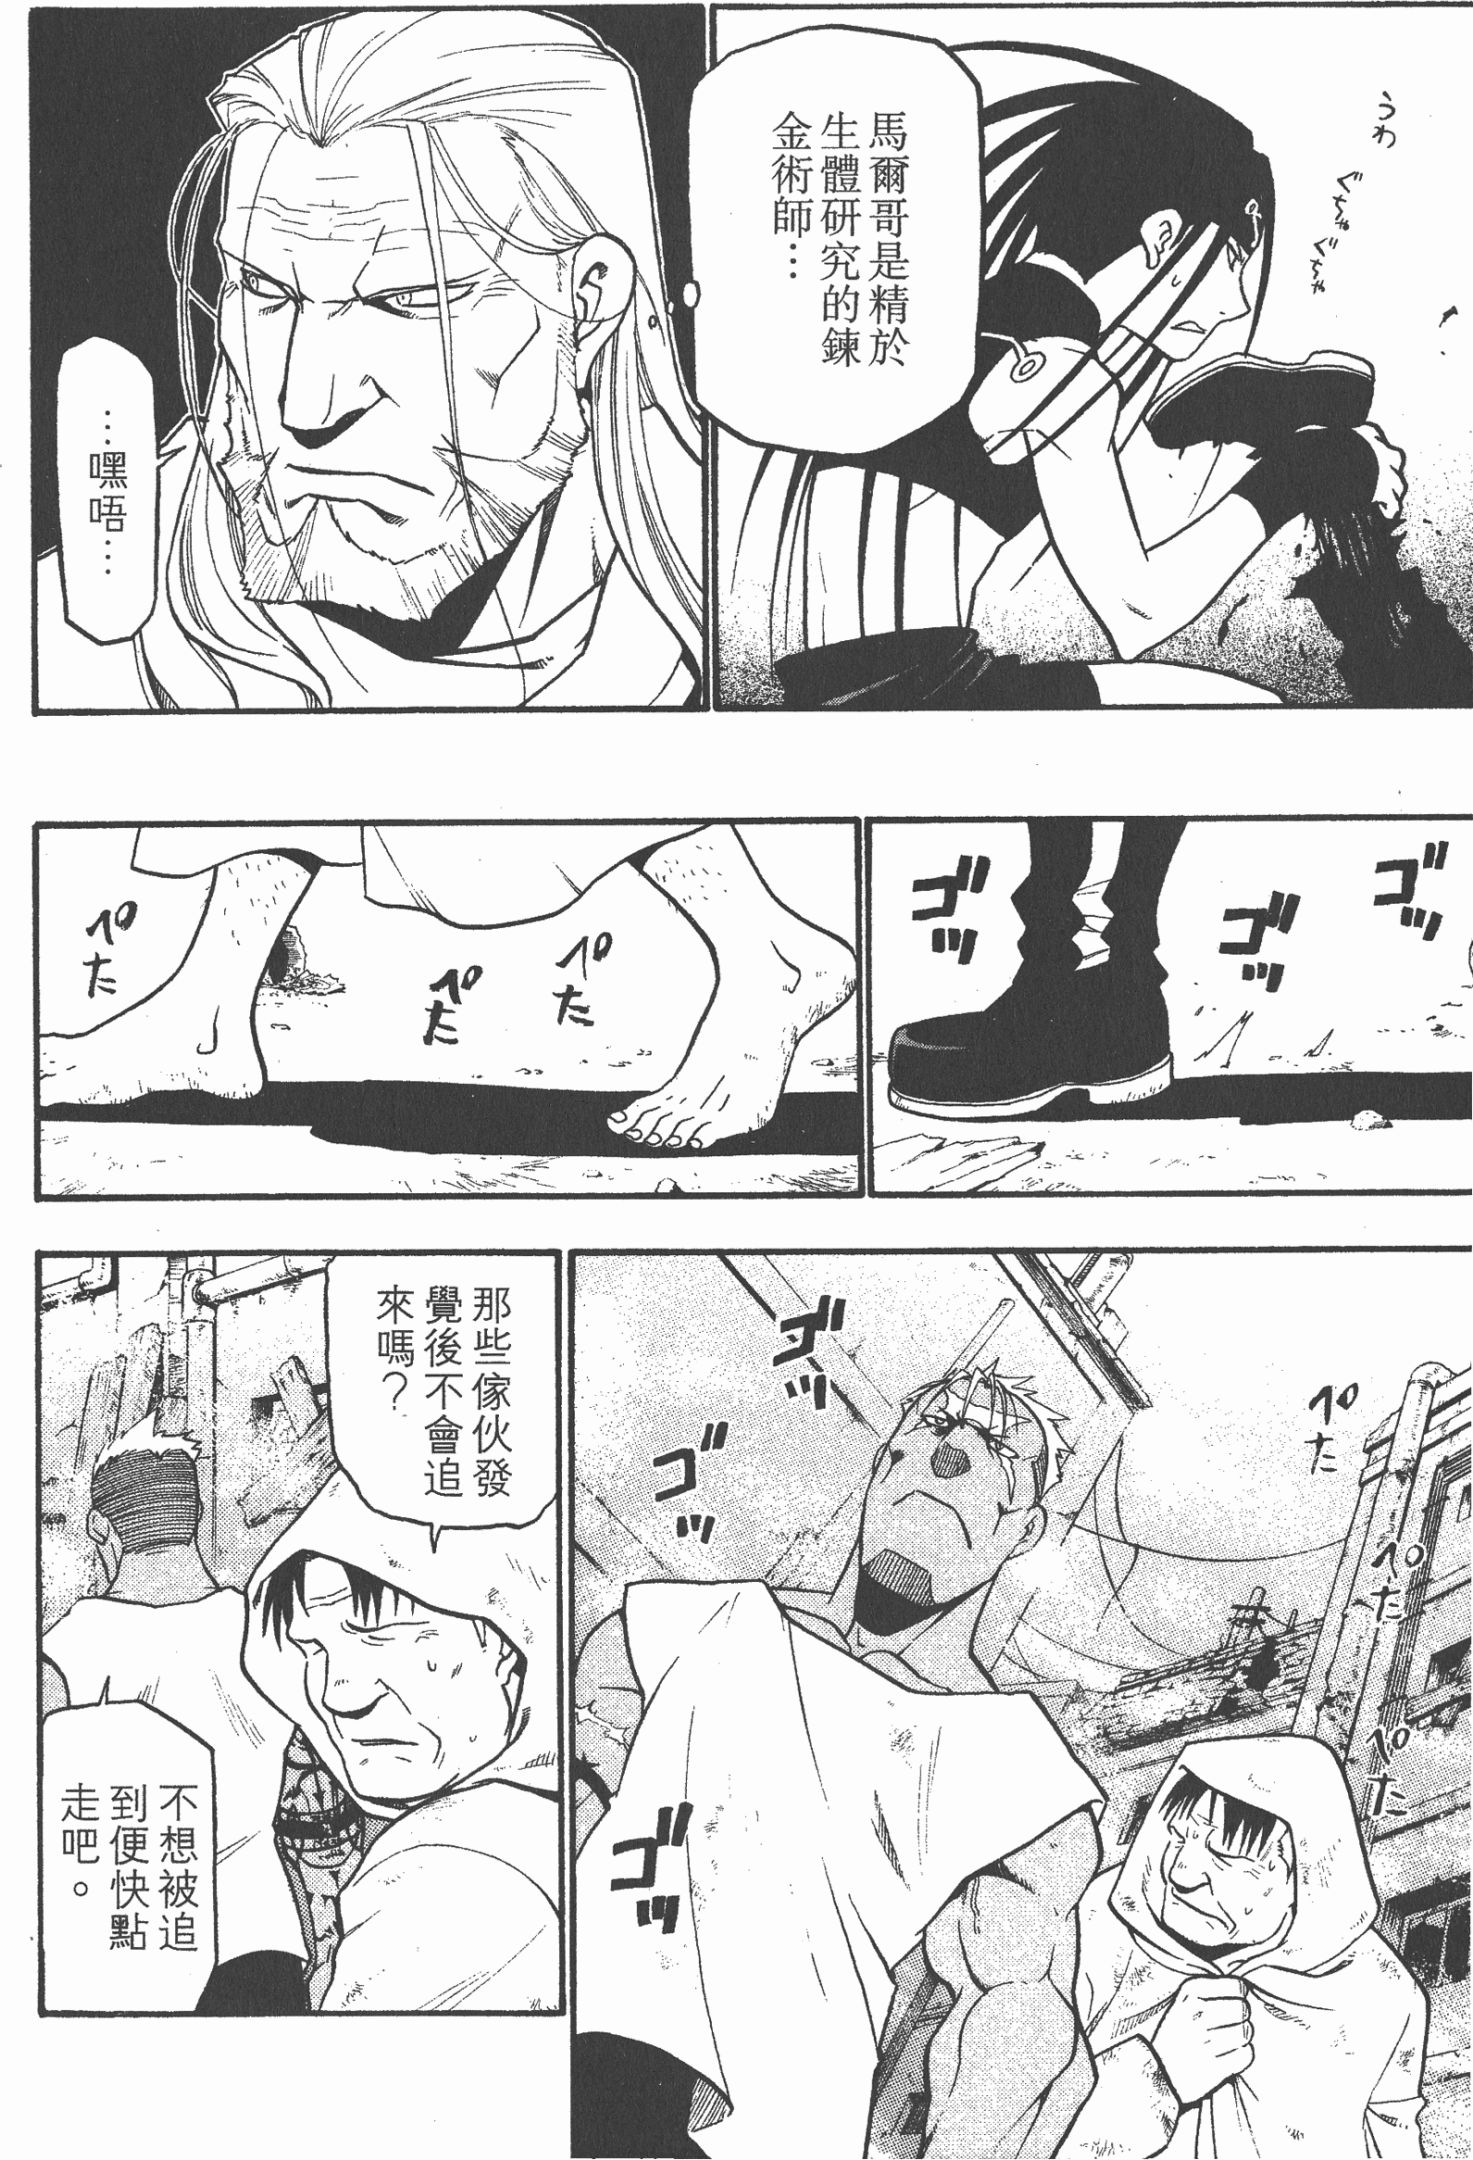 うわ
ぐちゃ
ぐちゃ
馬爾哥是精於
生體研究的鍊
金術師…
…嘿唔…
ゴッ
ゴッ
ゴッ
ぺた
ぺた
ぺた
ぺた
ぺた
ぺた
ゴッ
ゴッ
ゴッ
那些傢伙發
覺後不會追
來嗎？
不想被追
到便快點
走吧。